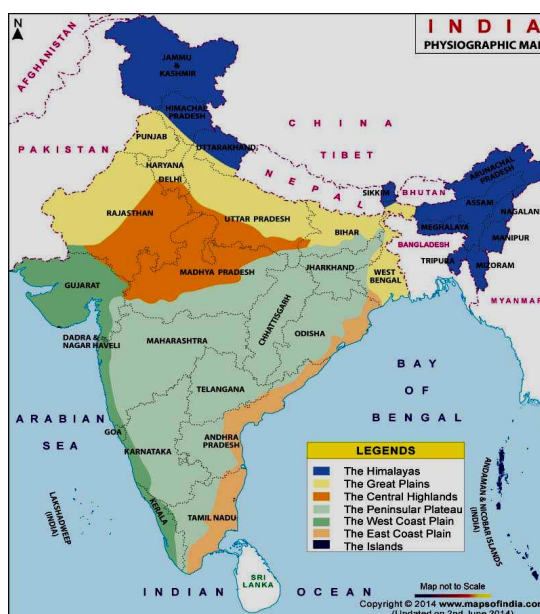 N
INDIA
PHYSIOGRAPHIC MAP
AFGHANISTAN
JAMMU
&
KASHMIR
HIMACHAL
PRADESH
PUNJAB
UTTARAKHAND
CHINA
TIBET
PAKISTAN
HARYANA
DELHI
NEPAL
SIKKIM
BHUTAN
ARUNACHAL
PRADESH
RAJASTHAN
UTTAR PRADESH
BIHAR
ASSAM
NAGALAND
MEGHALAYA
MANIPUR
BANGLADESH
TRIPURA
MIZORAM
MYANMAR
GUJARAT
MADHYA PRADESH
JHARKHAND
WEST
BENGAL
CHHATTISGARH
DADRA &
NAGAR HAVELI
MAHARASHTRA
ODISHA
BAY
OF
BENGAL
TELANGANA
ARABIAN
SEA
GOA
KARNATAKA
ANDHRA
PRADESH
LAKSHADWEEP
(INDIA)
KERALA
TAMIL NADU
ANDAMAN & NICOBAR ISLANDS
(INDIA)
LEGENDS
The Himalayas
The Great Plains
The Central Highlands
The Peninsular Plateau
The West Coast Plain
The East Coast Plain
The Islands
SRI
LANKA
INDIAN OCEAN
Map not to Scale
Copyright © 2014 www.mapsofindia.com
(Updated on 2nd June 2014)